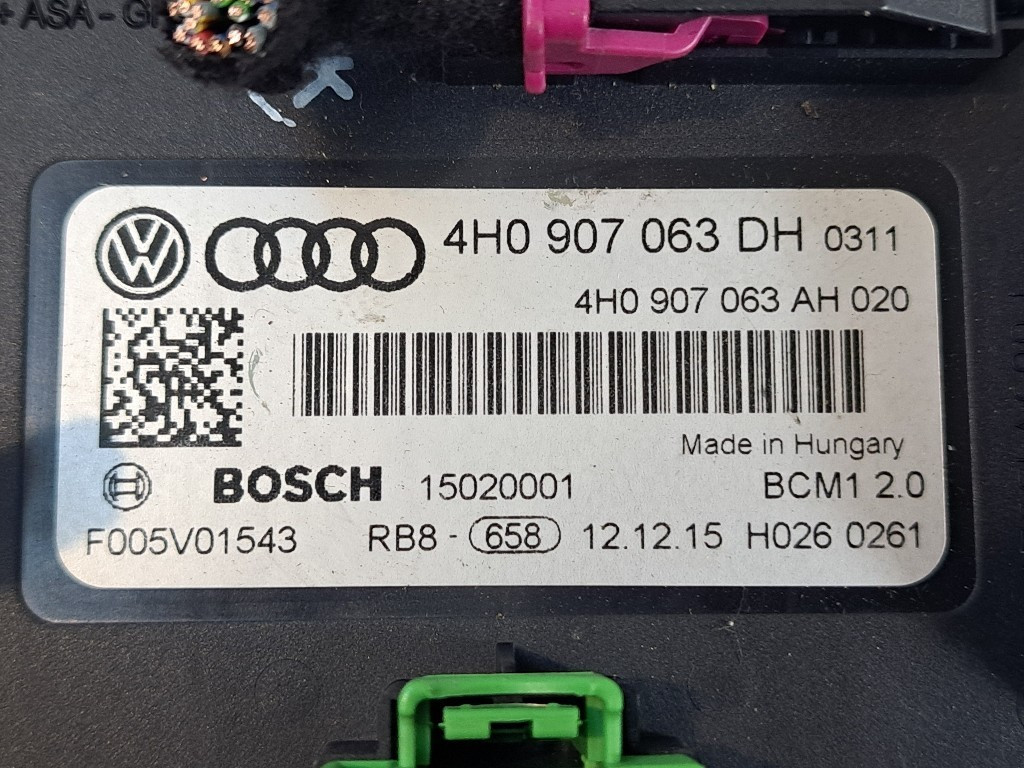 + ASA - G
4H0 907 063 DH 0311
4H0 907 063 AH 020
Made in Hungary
BOSCH 15020001 BCM1 2.0
F005V01543 RB8 - 658 12.12.15 H026 0261